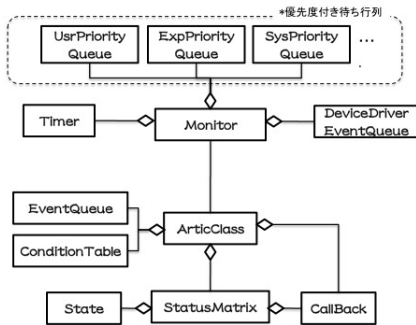 *優先度付き待ち行列
UsrPriority
Queue
ExpPriority
Queue
SysPriority
Queue
...
Timer
Monitor
DeviceDriver
EventQueue
EventQueue
ArticClass
ConditionTable
State
StatusMatrix
CallBack